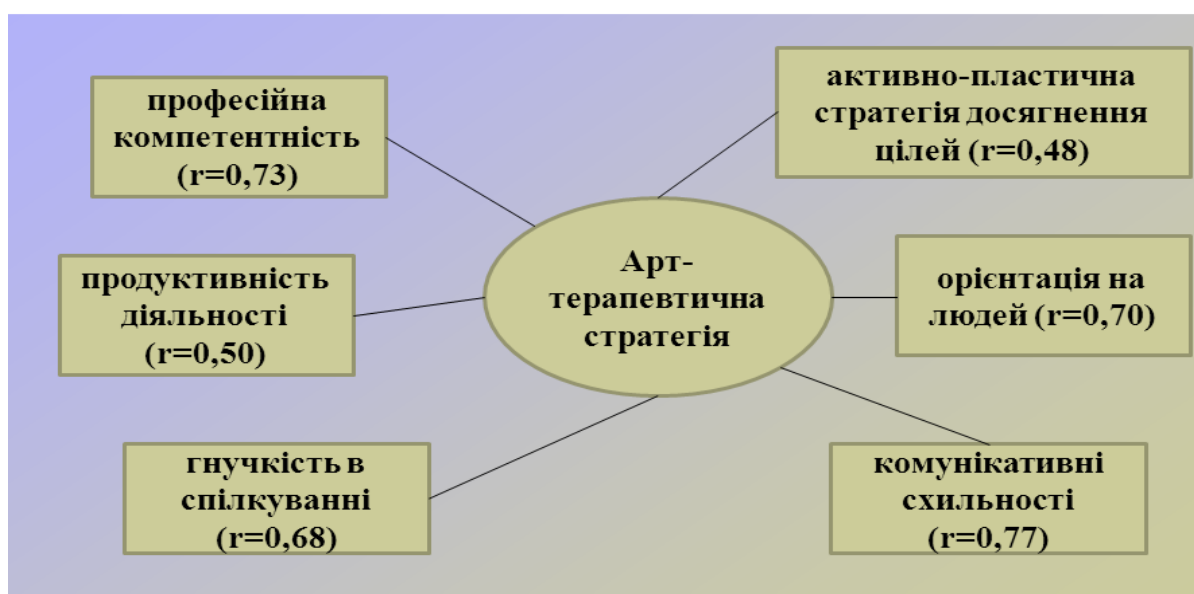 професійна
компетентність
(r=0,73)
активно-пластична
стратегія досягнення
цілей (r=0,48)
продуктивність
діяльності
(r=0,50)
Арт-
терапевтична
стратегія
орієнтація на
людей (r=0,70)
гнучкість в
спілкуванні
(r=0,68)
комунікативні
схильності
(r=0,77)